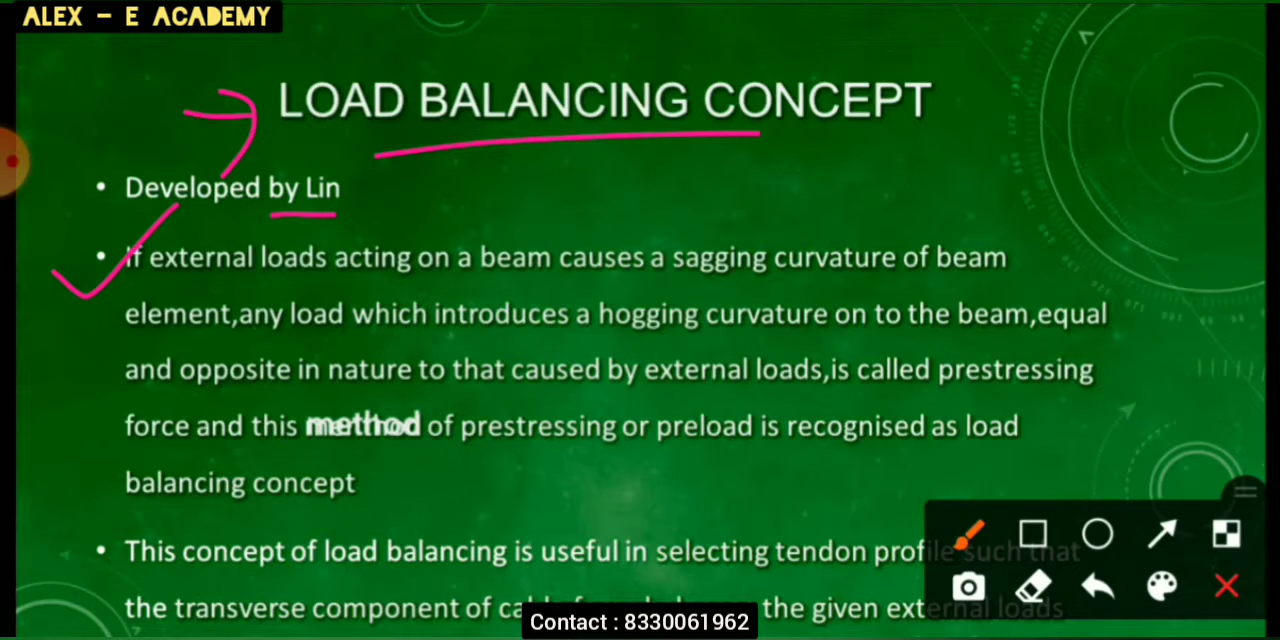 ALEX - E ACADEMY
LOAD BALANCING CONCEPT
• Developed by Lin
• If external loads acting on a beam causes a sagging curvature of beam
element,any load which introduces a hogging curvature on to the beam,equal
and opposite in nature to that caused by external loads,is called prestressing
force and this method of prestressing or preload is recognised as load
balancing concept
• This concept of load balancing is useful in selecting tendon profile such that
the transverse component of the given external loads
Contact : 8330061962